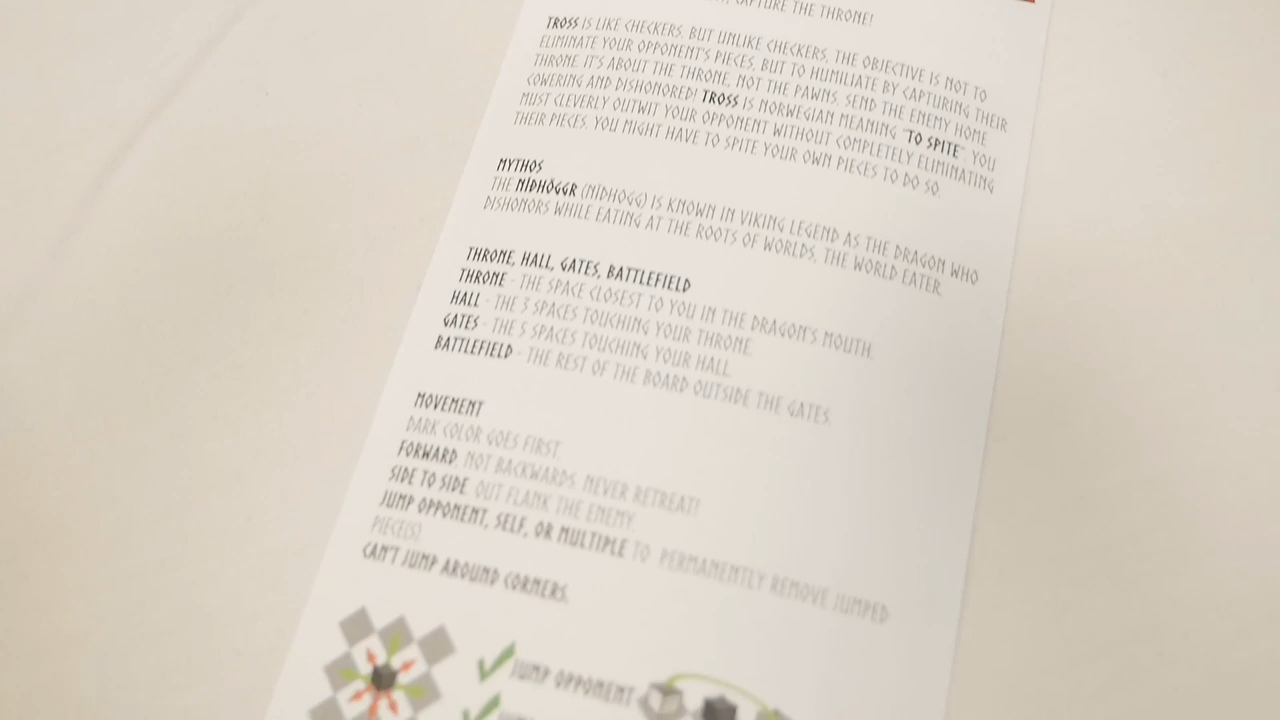 CAPTURE THE THRONE!
TROSS IS LIKE CHECKERS. BUT UNLIKE CHECKERS, THE OBJECTIVE IS NOT TO
ELIMINATE YOUR OPPONENT'S PIECES, BUT TO HUMILIATE BY CAPTURING THEIR
THRONE. IT'S ABOUT THE THRONE, NOT THE PAWNS. SEND THE ENEMY HOME
COWERING AND DISHONORED! TROSS IS NORWEGIAN MEANING "TO SPITE". YOU
MUST CLEVERLY OUTWIT YOUR OPPONENT WITHOUT COMPLETELY ELIMINATING
THEIR PIECES. YOU MIGHT HAVE TO SPITE YOUR OWN PIECES TO DO SO.
MYTHOS
THE NÍÐHÖGGR (NIDHOGG) IS KNOWN IN VIKING LEGEND AS THE DRAGON WHO
DISHONORS WHILE EATING AT THE ROOTS OF WORLDS, THE WORLD EATER.
THRONE, HALL, GATES, BATTLEFIELD
THRONE - THE SPACE CLOSEST TO YOU IN THE DRAGON'S MOUTH.
HALL - THE 3 SPACES TOUCHING YOUR THRONE.
GATES - THE 5 SPACES TOUCHING YOUR HALL.
BATTLEFIELD - THE REST OF THE BOARD OUTSIDE THE GATES.
MOVEMENT
DARK COLOR GOES FIRST.
FORWARD. NOT BACKWARDS. NEVER RETREAT!
SIDE TO SIDE. OUT FLANK THE ENEMY.
JUMP OPPONENT, SELF, OR MULTIPLE TO PERMANENTLY REMOVE JUMPED
PIECE(S).
CAN'T JUMP AROUND CORNERS.
JUMP OPPONENT